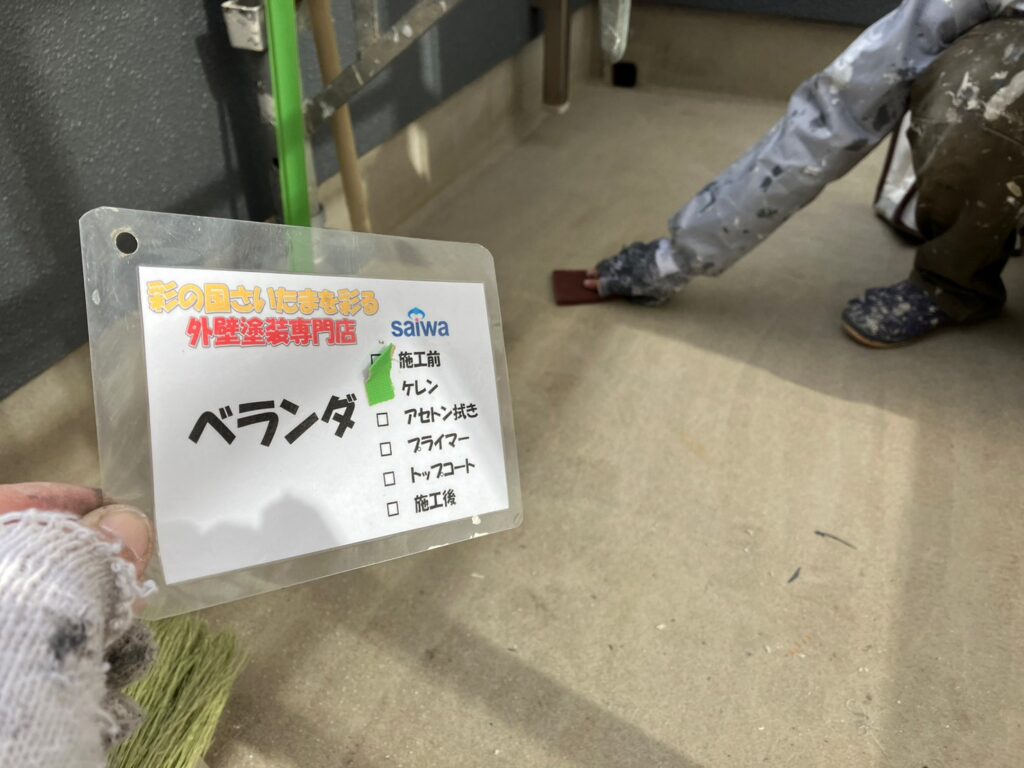 彩の国さいたまを彩る
外壁塗装専門店
saiwa
ベランダ
□ 施工前
ケレン
□ アセトン拭き
□ プライマー
□ トップコート
□ 施工後